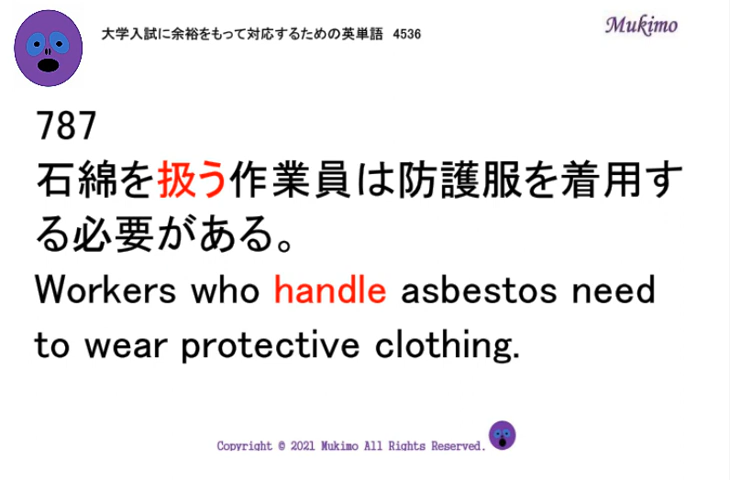 大学入試に余裕をもって対応するための英単語 4536
Mukimo
787
石綿を扱う作業員は防護服を着用す
る必要がある。
Workers who handle asbestos need
to wear protective clothing.
Copyright © 2021 Mukimo All Rights Reserved.